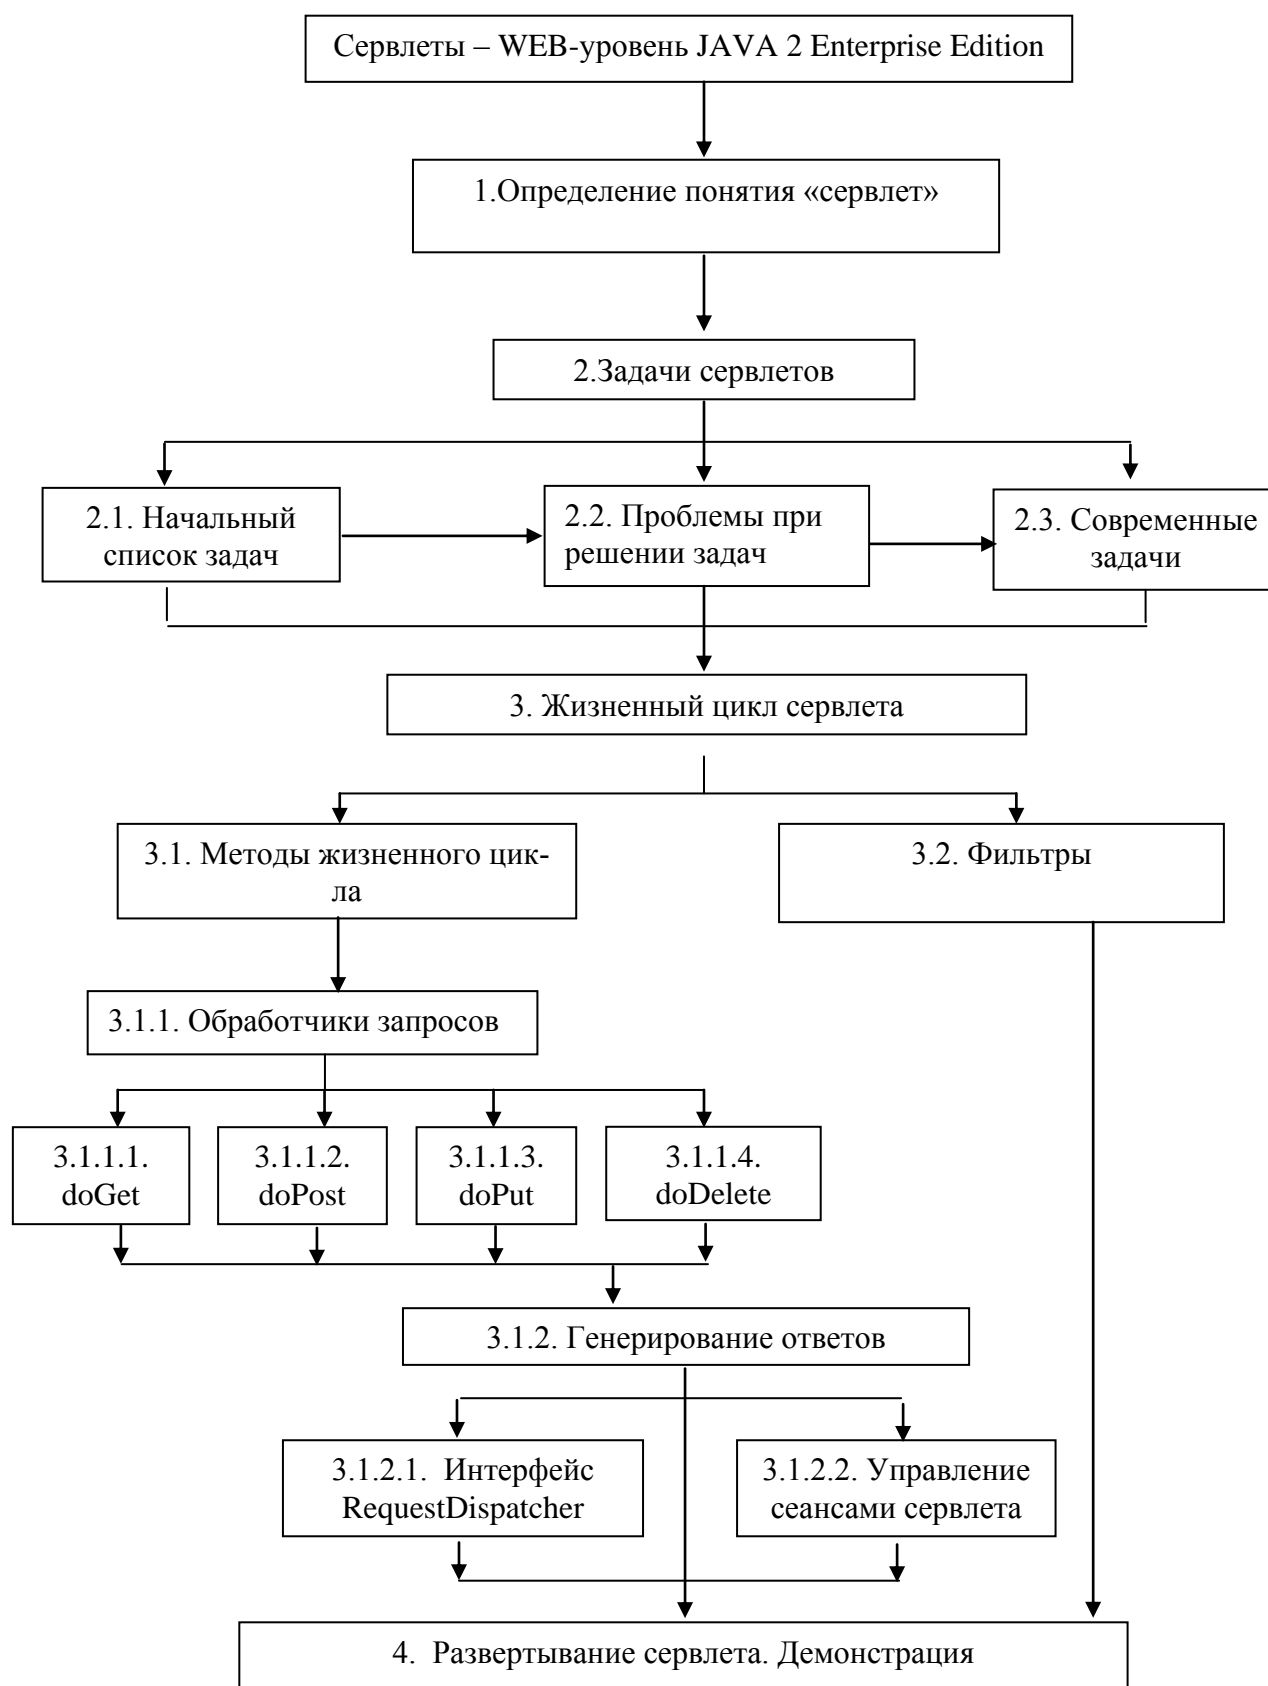 Сервлеты – WEB-уровень JAVA 2 Enterprise Edition
1.Определение понятия «сервлет»
2.Задачи сервлетов
2.1. Начальный
список задач
2.2. Проблемы при
решении задач
2.3. Современные
задачи
3. Жизненный цикл сервлета
3.1. Методы жизненного цик-
ла
3.2. Фильтры
3.1.1. Обработчики запросов
3.1.1.1.
doGet
3.1.1.2.
doPost
3.1.1.3.
doPut
3.1.1.4.
doDelete
3.1.2. Генерирование ответов
3.1.2.1. Интерфейс
RequestDispatcher
3.1.2.2. Управление
сеансами сервлета
4. Развертывание сервлета. Демонстрация